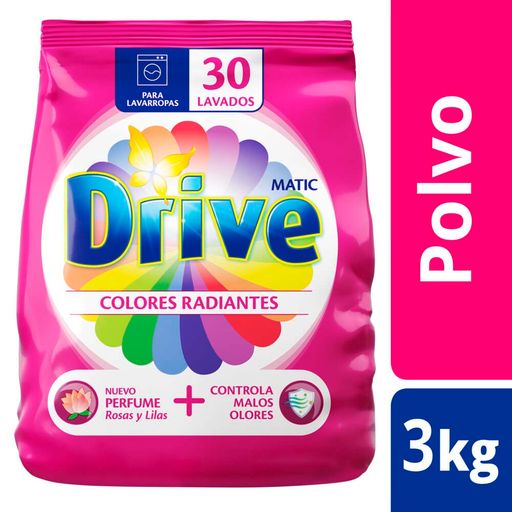 PARA
LAVARROPAS
30
LAVADOS
MATIC
Drive
COLORES RADIANTES
NUEVO
PERFUME
Rosas y Lilas
+
CONTROLA
MALOS
OLORES
Polvo
3kg